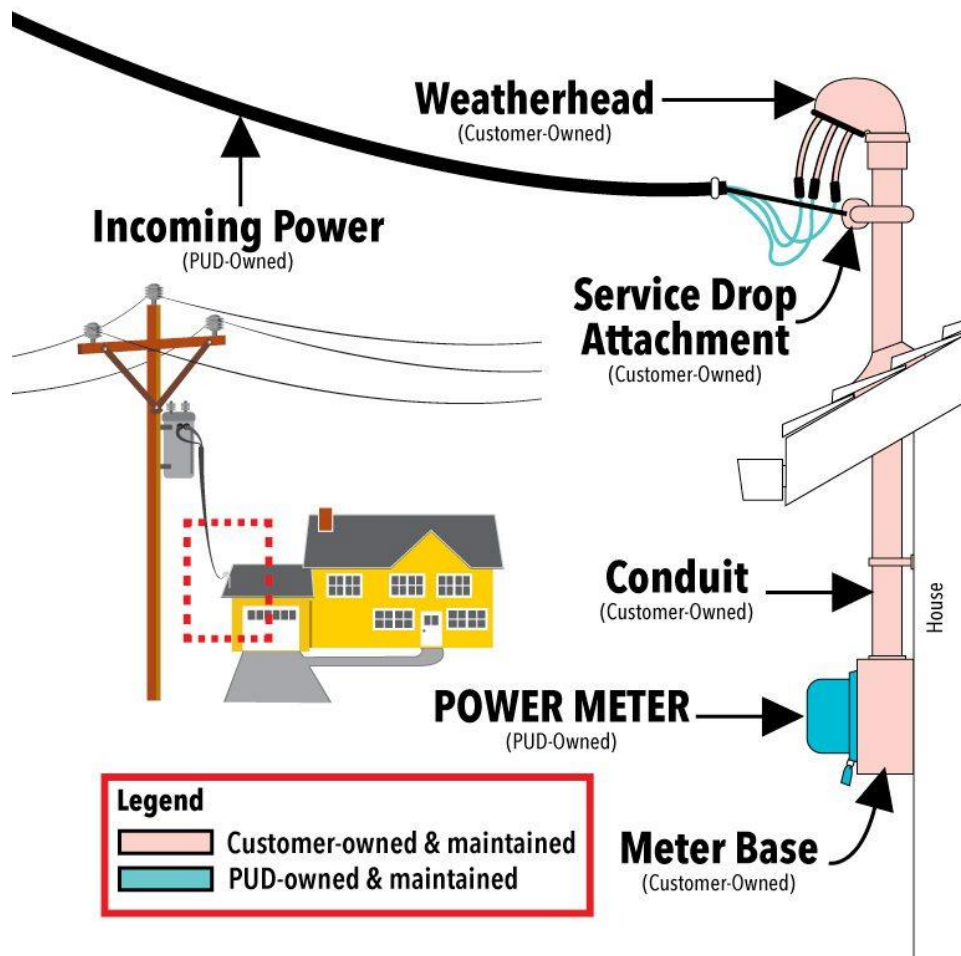 Weatherhead
(Customer-Owned)
Incoming Power
(PUD-Owned)
Service Drop
Attachment
(Customer-Owned)
Conduit
(Customer-Owned)
House
POWER METER
(PUD-Owned)
Meter Base
(Customer-Owned)
Legend
Customer-owned & maintained
PUD-owned & maintained